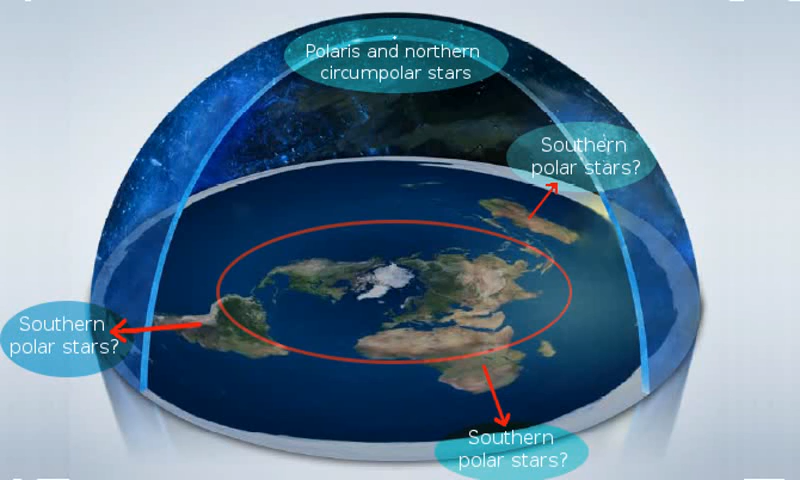 Polaris and northern
circumpolar stars
Southern
polar stars?
Southern
polar stars?
Southern
polar stars?